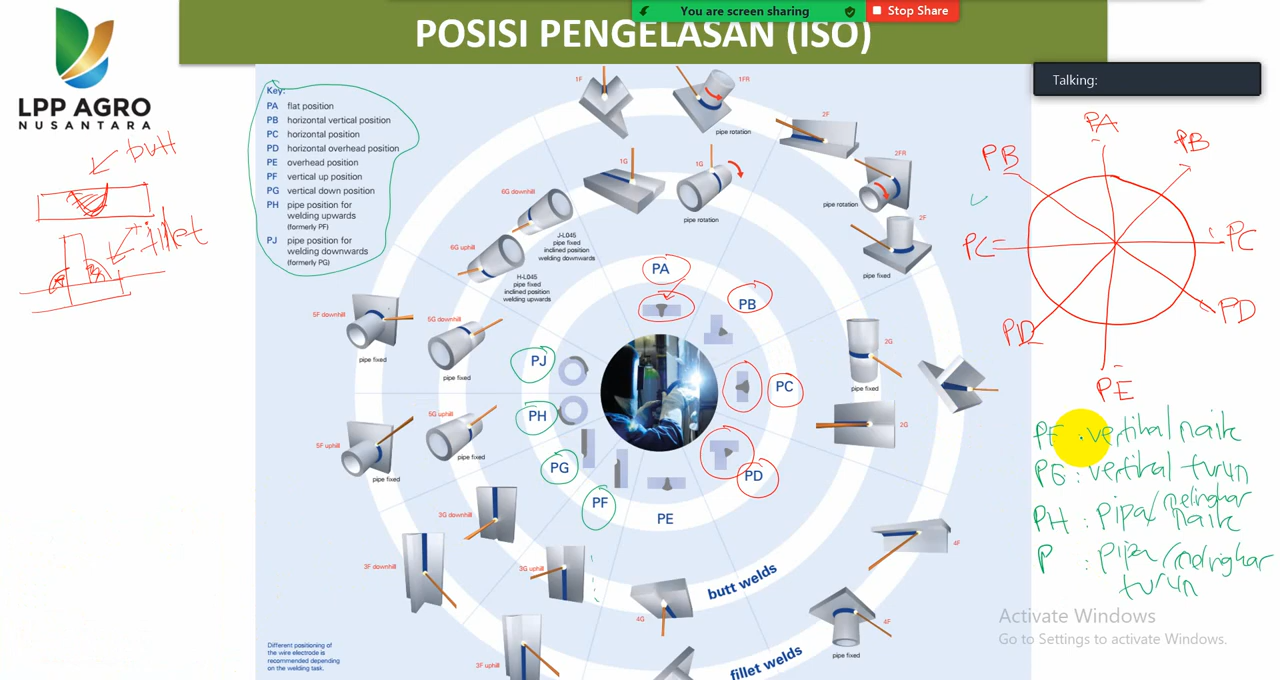 You are screen sharing
Stop Share
POSISI PENGELASAN (ISO)
LPP AGRO
NUSANTARA
Talking:
Key:
PA flat position
PB horizontal vertical position
PC horizontal position
PD horizontal overhead position
PE overhead position
PF vertical up position
PG vertical down position
PH pipe position for
welding upwards
(formerly PF)
PJ pipe position for
welding downwards
(formerly PG)
butt
fillet
1F
1FR
pipe rotation
2F
2FR
pipe rotation
2F
pipe fixed
1G
1G
pipe rotation
6G downhill
J-L045
pipe fixed
inclined position
welding downwards
6G uphill
H-L045
pipe fixed
inclined position
welding upwards
5F downhill
pipe fixed
5G downhill
pipe fixed
2G
pipe fixed
2G
5G uphill
pipe fixed
5F uphill
pipe fixed
3G downhill
3F downhill
3G uphill
3F uphill
4G
4F
4F
pipe fixed
PA
PB
PC
PD
PE
PF
PG
PH
PJ
butt welds
fillet welds
Different positioning of
the wire electrode is
recommended depending
on the welding task.
PA
PB
PB
PC
PC
PD
PD
PE
PF : vertikal naik
PG : vertikal turun
PH : pipa/melingkar
naik
P : pipa/melingkar
turun
Activate Windows
Go to Settings to activate Windows.